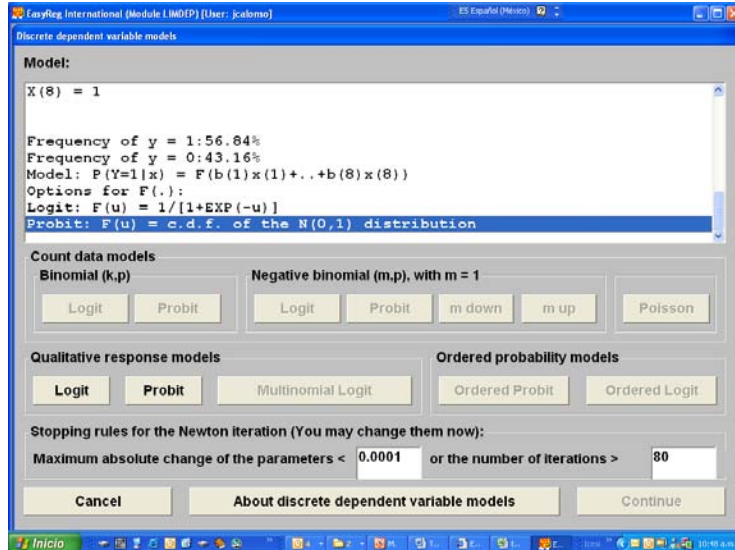 EasyReg International (Module LIMDEP) [User: jcalonso]
ES Español (México)
Discrete dependent variable models
Model:
X(8) = 1
Frequency of y = 1:56.84%
Frequency of y = 0:43.16%
Model: P(Y=1|x) = F(b(1)x(1)+..+b(8)x(8))
Options for F(.):
Logit: F(u) = 1/[1+EXP(-u)]
Probit: F(u) = c.d.f. of the N(0,1) distribution
Count data models
Binomial (k,p)
Negative binomial (m,p), with m = 1
Logit Probit Logit Probit m down m up Poisson
Qualitative response models
Ordered probability models
Logit Probit Multinomial Logit Ordered Probit Ordered Logit
Stopping rules for the Newton iteration (You may change them now):
Maximum absolute change of the parameters < 0.0001 or the number of iterations > 80
Cancel About discrete dependent variable models Continue
Inicio
10:48 a.m.